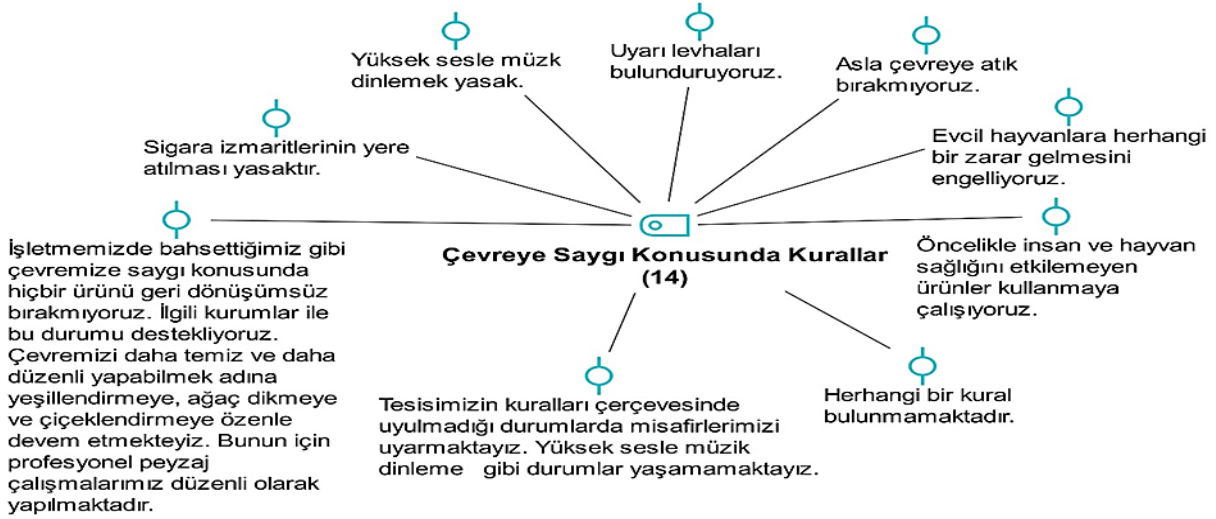 Yüksek sesle müzk
dinlemek yasak.
Uyarı levhaları
bulunduruyoruz.
Asla çevreye atık
bırakmıyoruz.
Sigara izmaritlerinin yere
atılması yasaktır.
Evcil hayvanlara herhangi
bir zarar gelmesini
engelliyoruz.
İşletmemizde bahsettiğimiz gibi
çevremize saygı konusunda
hiçbir ürünü geri dönüşümsüz
bırakmıyoruz. İlgili kurumlar ile
bu durumu destekliyoruz.
Çevremizi daha temiz ve daha
düzenli yapabilmek adına
yeşillendirmeye, ağaç dikmeye
ve çiçeklendirmeye özenle
devem etmekteyiz. Bunun için
profesyonel peyzaj
çalışmalarımız düzenli olarak
yapılmaktadır.
Çevreye Saygı Konusunda Kurallar
(14)
Öncelikle insan ve hayvan
sağlığını etkilemeyen
ürünler kullanmaya
çalışıyoruz.
Tesisimizin kuralları çerçevesinde
uyulmadığı durumlarda misafirlerimizi
uyarmaktayız. Yüksek sesle müzik
dinleme gibi durumlar yaşamamaktayız.
Herhangi bir kural
bulunmamaktadır.